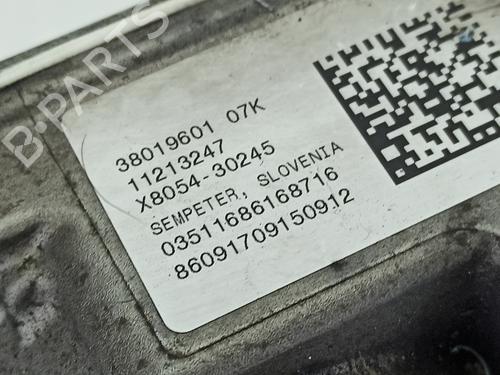 38019601 07K
11213247
X8054-30245
SEMPETER, SLOVENIA
03511686168716
86091709150912
B-PARTS